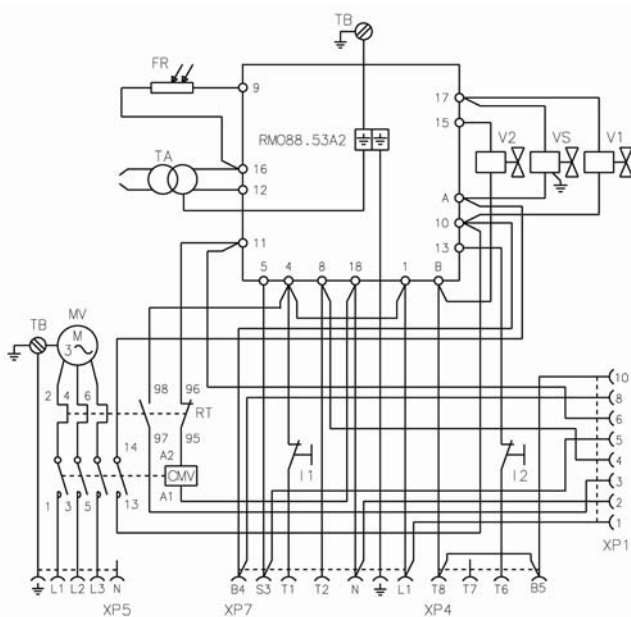 TB
FR
9
17
RMO88.53A2
15
V2
VS
V1
TA
16
12
A
10
11
13
5
4
8
18
1
B
MV
TB
M
3
2
4
6
98
96
RT
10
8
6
14
97
95
5
A2
4
CMV
I1
I2
3
A1
2
1
3
5
13
1
XP1
L1
L2
L3
N
B4
S3
T1
T2
N
L1
T8
T7
T6
B5
XP5
XP7
XP4